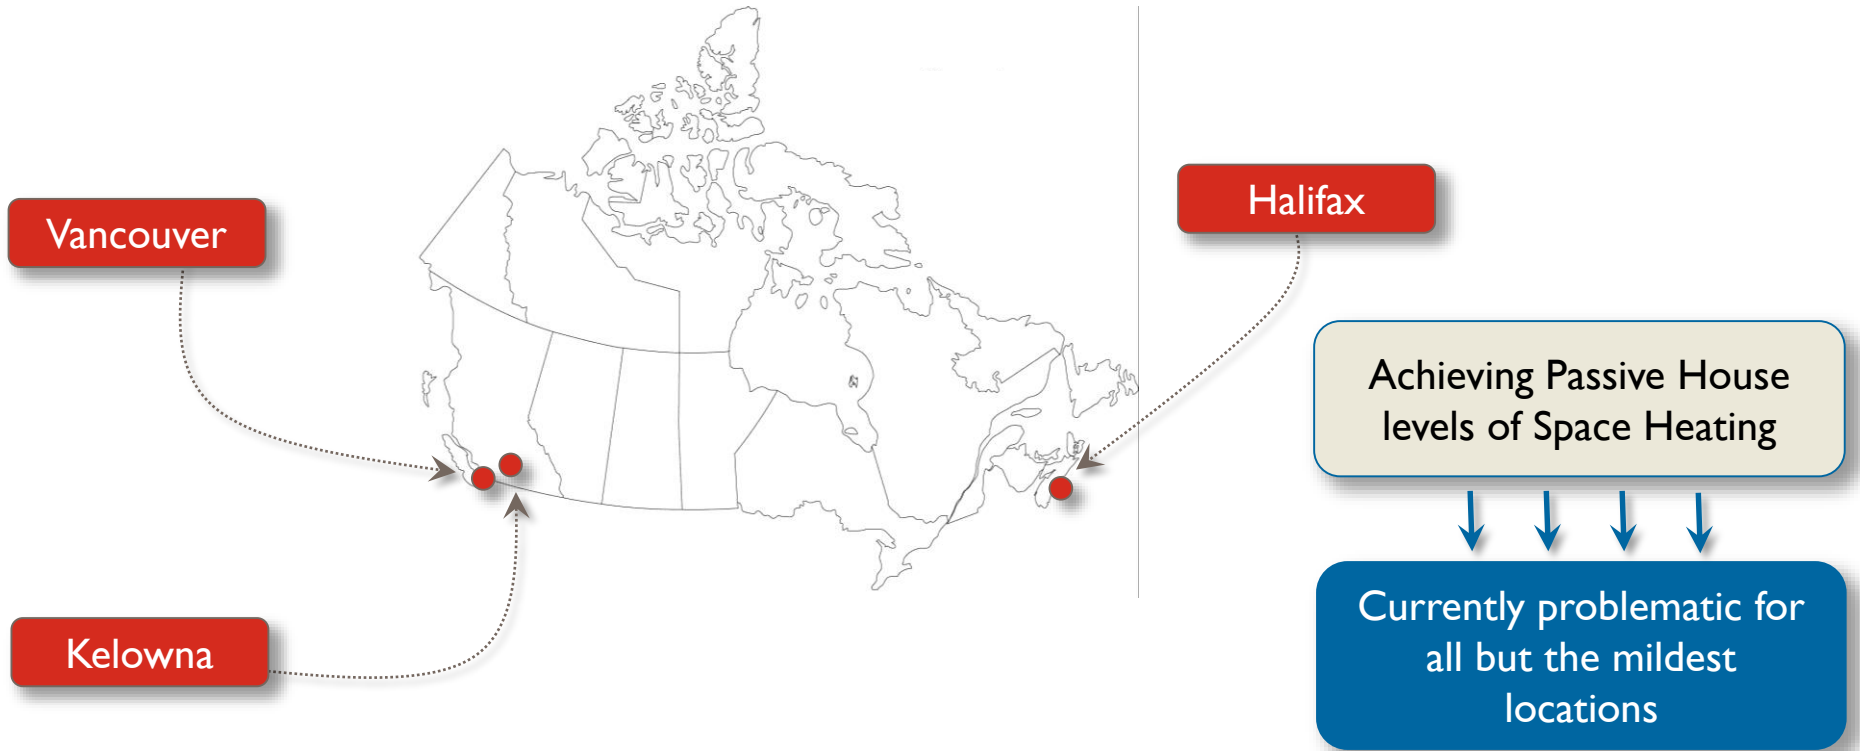 Vancouver
Halifax
Achieving Passive House
levels of Space Heating
Kelowna
Currently problematic for
all but the mildest
locations